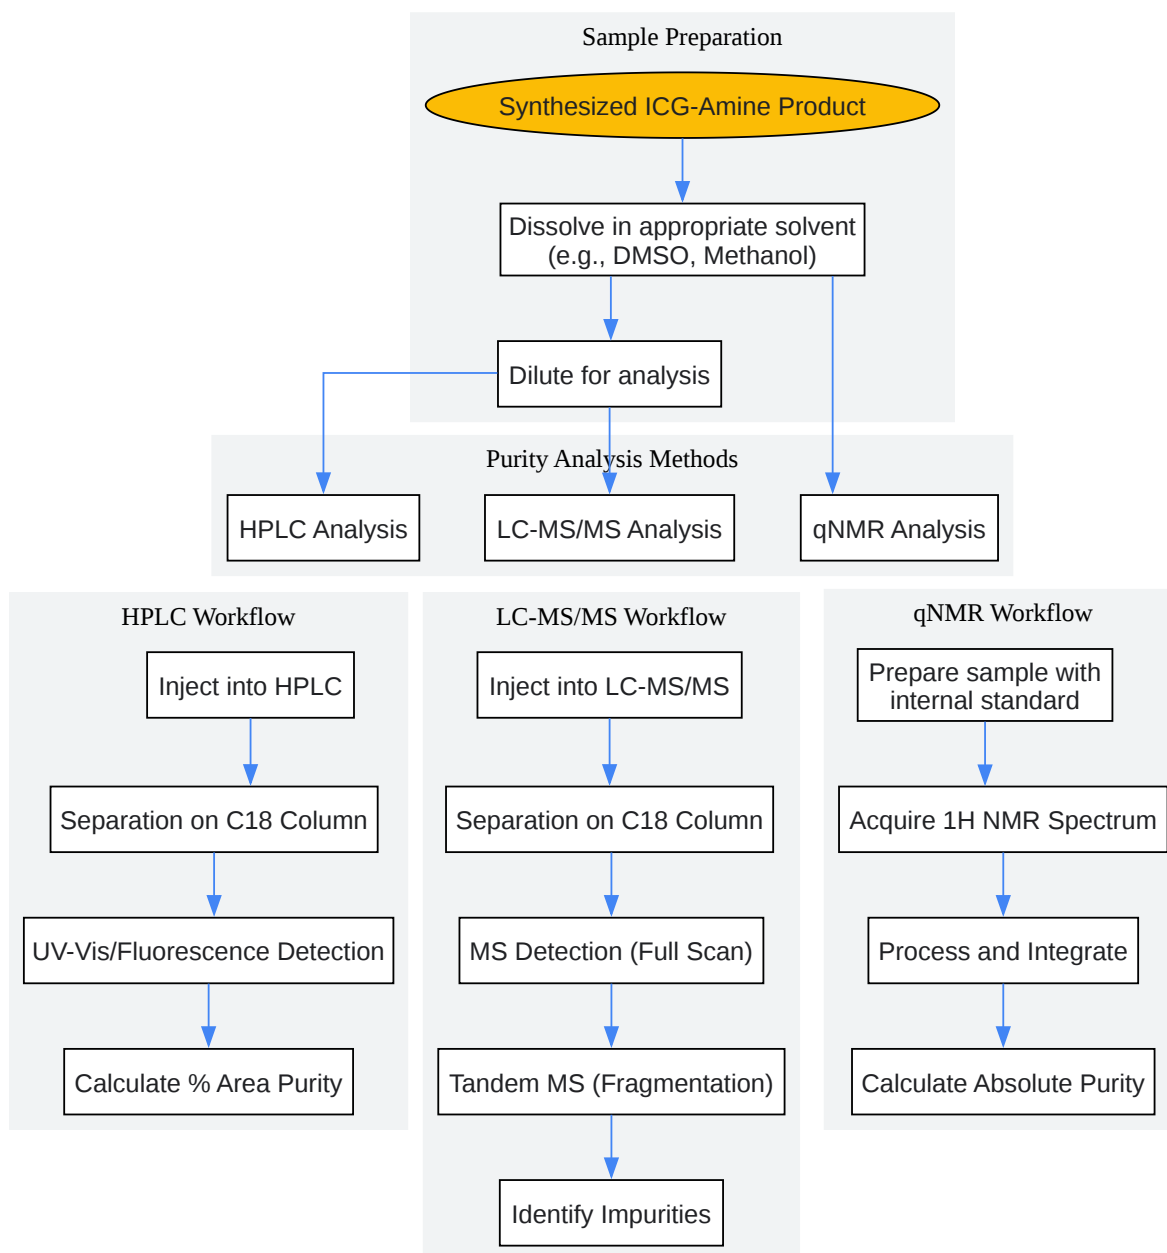 Sample Preparation
Synthesized ICG-Amine Product
Dissolve in appropriate solvent
(e.g., DMSO, Methanol)
Dilute for analysis
Purity Analysis Methods
HPLC Analysis
LC-MS/MS Analysis
qNMR Analysis
HPLC Workflow
Inject into HPLC
Separation on C18 Column
UV-Vis/Fluorescence Detection
Calculate % Area Purity
LC-MS/MS Workflow
Inject into LC-MS/MS
Separation on C18 Column
MS Detection (Full Scan)
Tandem MS (Fragmentation)
Identify Impurities
qNMR Workflow
Prepare sample with
internal standard
Acquire 1H NMR Spectrum
Process and Integrate
Calculate Absolute Purity